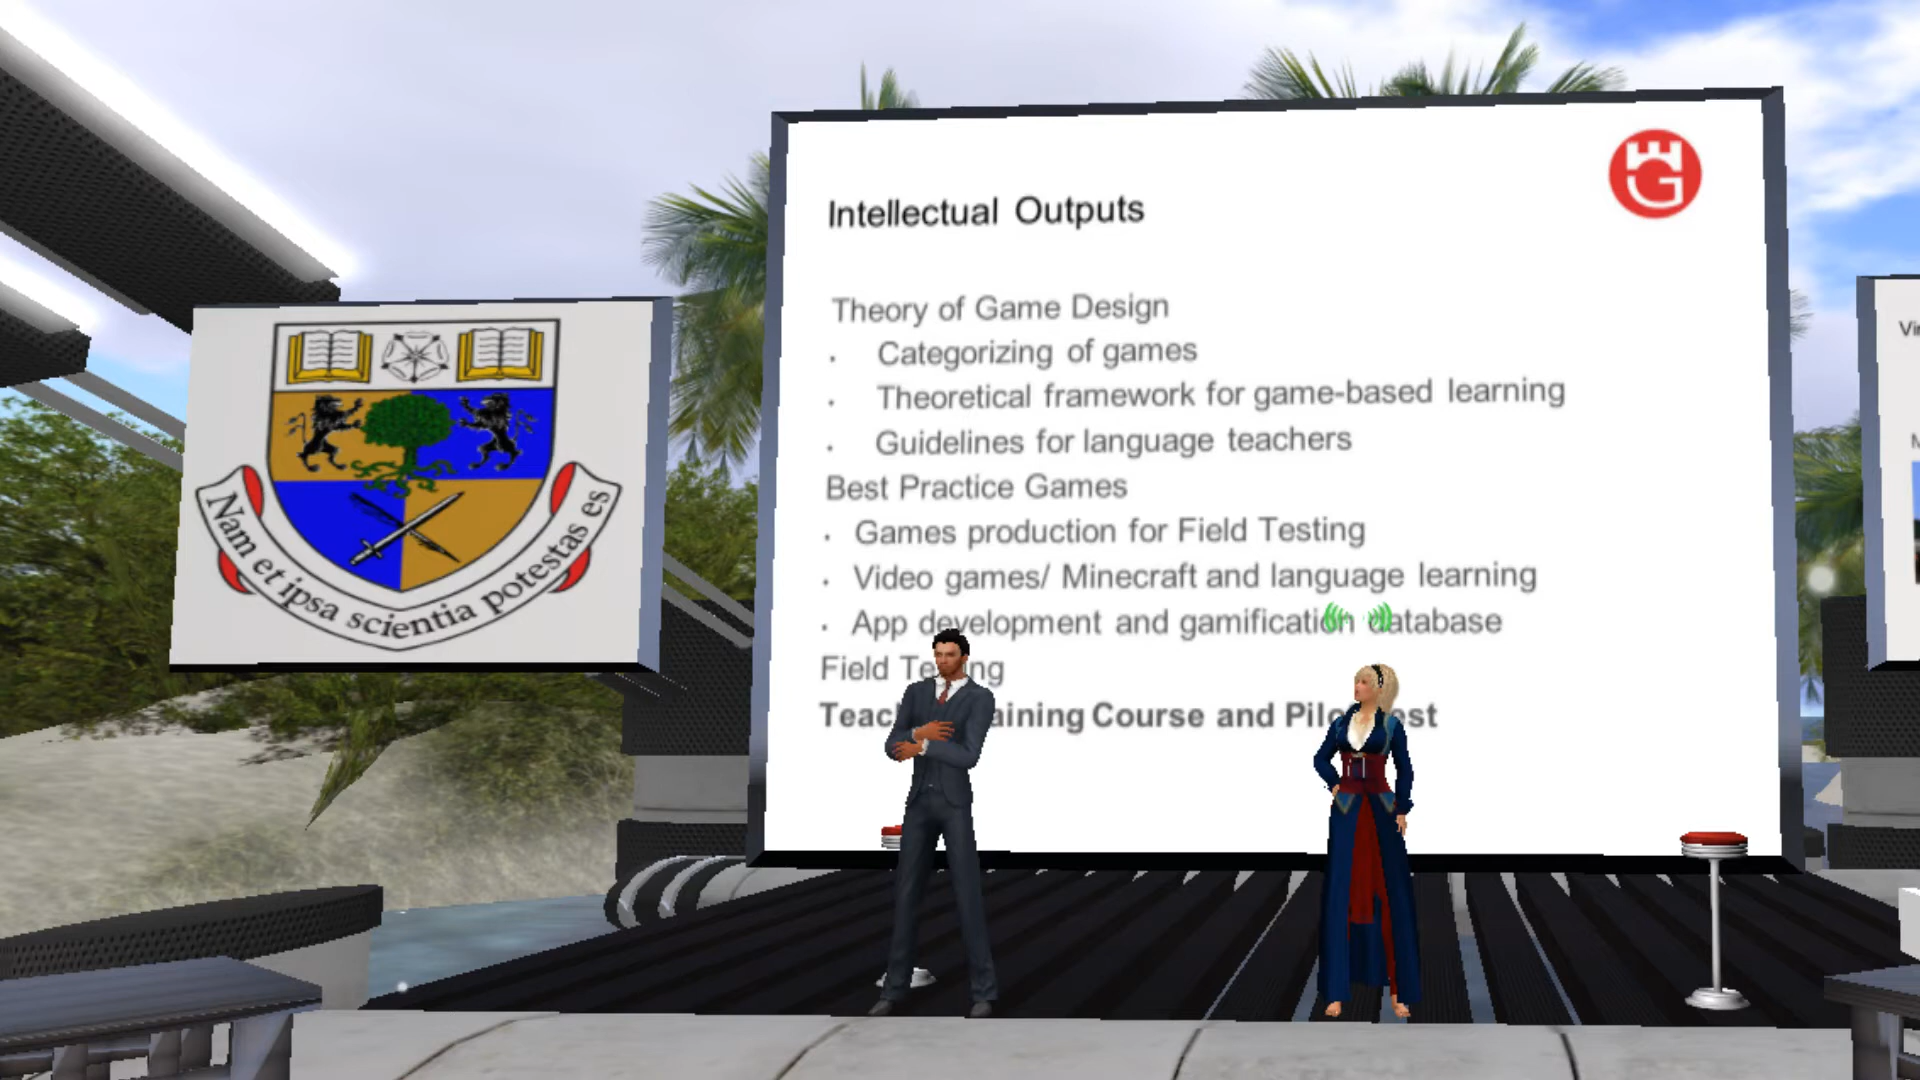 Nam et ipsa scientia potestas es
Intellectual Outputs
Theory of Game Design
· Categorizing of games
· Theoretical framework for game-based learning
· Guidelines for language teachers
Best Practice Games
· Games production for Field Testing
· Video games/ Minecraft and language learning
· App development and gamification database
Field Te ing
Teac aining Course and Pilo est